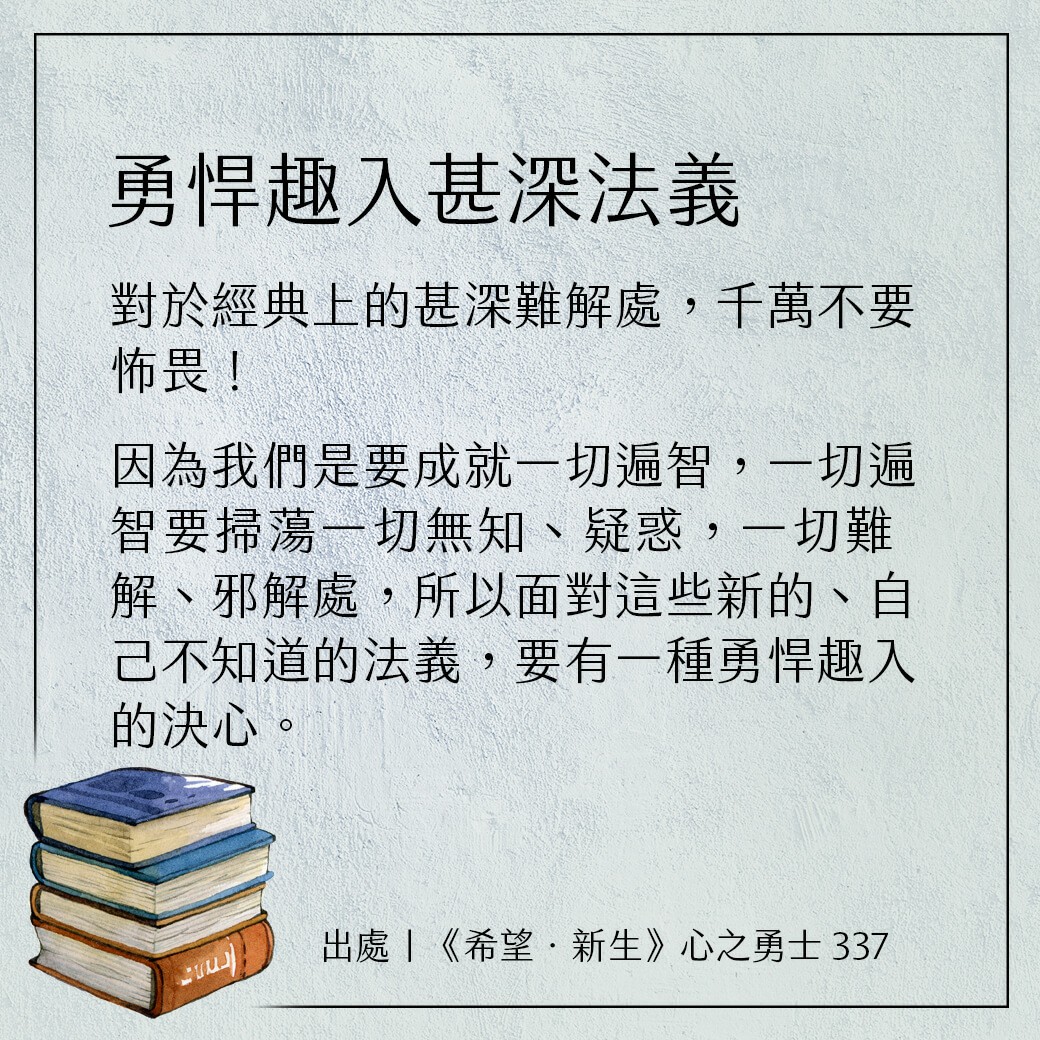 勇悍趣入甚深法義
對於經典上的甚深難解處，千萬不要
怖畏！
因為我們是要成就一切遍智，一切遍
智要掃蕩一切無知、疑惑，一切難
解、邪解處，所以面對這些新的、自
己不知道的法義，要有一種勇悍趣入
的決心。
出處｜《希望．新生》心之勇士 337